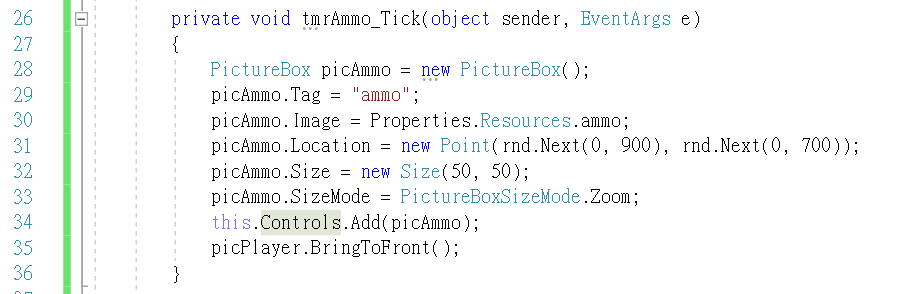 26 private void tmrAmmo_Tick(object sender, EventArgs e)
27 {
28 PictureBox picAmmo = new PictureBox();
29 picAmmo.Tag = "ammo";
30 picAmmo.Image = Properties.Resources.ammo;
31 picAmmo.Location = new Point(rnd.Next(0, 900), rnd.Next(0, 700));
32 picAmmo.Size = new Size(50, 50);
33 picAmmo.SizeMode = PictureBoxSizeMode.Zoom;
34 this.Controls.Add(picAmmo);
35 picPlayer.BringToFront();
36 }